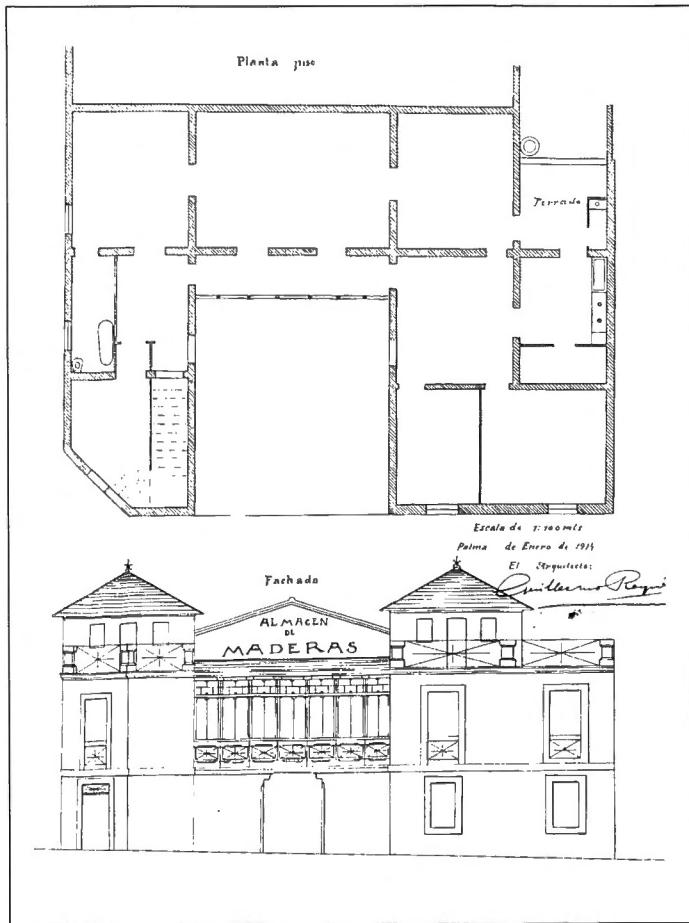 Planta piso
Terrado
Escala de 1:100 mts
Palma de Enero de 1914
El Arquitecto:
Guillermo Reynés
Fachada
ALMACEN
DE
MADERAS